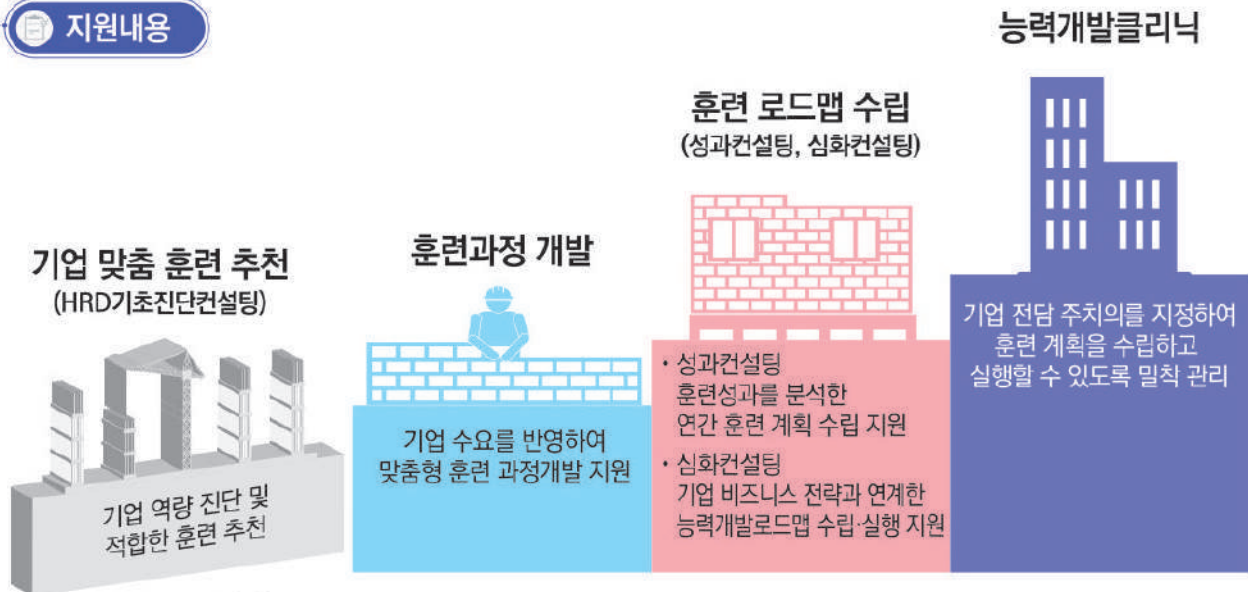 지원내용
기업 맞춤 훈련 추천
(HRD기초진단컨설팅)
기업 역량 진단 및
적합한 훈련 추천
훈련과정 개발
기업 수요를 반영하여
맞춤형 훈련 과정개발 지원
훈련 로드맵 수립
(성과컨설팅, 심화컨설팅)
· 성과컨설팅
훈련성과를 분석한
연간 훈련 계획 수립 지원
· 심화컨설팅
기업 비즈니스 전략과 연계한
능력개발로드맵 수립·실행 지원
능력개발클리닉
기업 전담 주치의를 지정하여
훈련 계획을 수립하고
실행할 수 있도록 밀착 관리